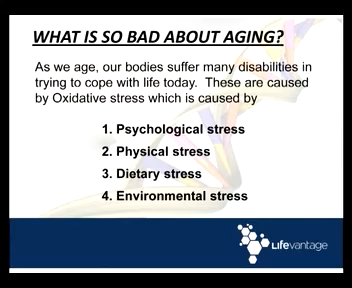 WHAT IS SO BAD ABOUT AGING?
As we age, our bodies suffer many disabilities in
trying to cope with life today.  These are caused
by Oxidative stress which is caused by
1. Psychological stress
2. Physical stress
3. Dietary stress
4. Environmental stress
Lifevantage